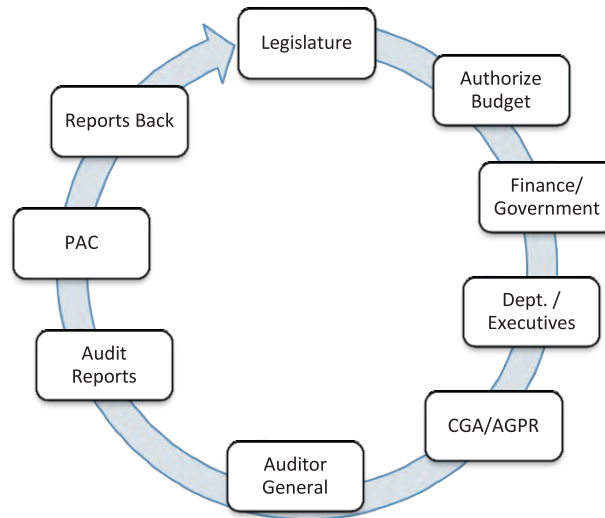 Legislature
Authorize
Budget
Finance/
Government
Dept. /
Executives
CGA/AGPR
Auditor
General
Audit
Reports
PAC
Reports Back